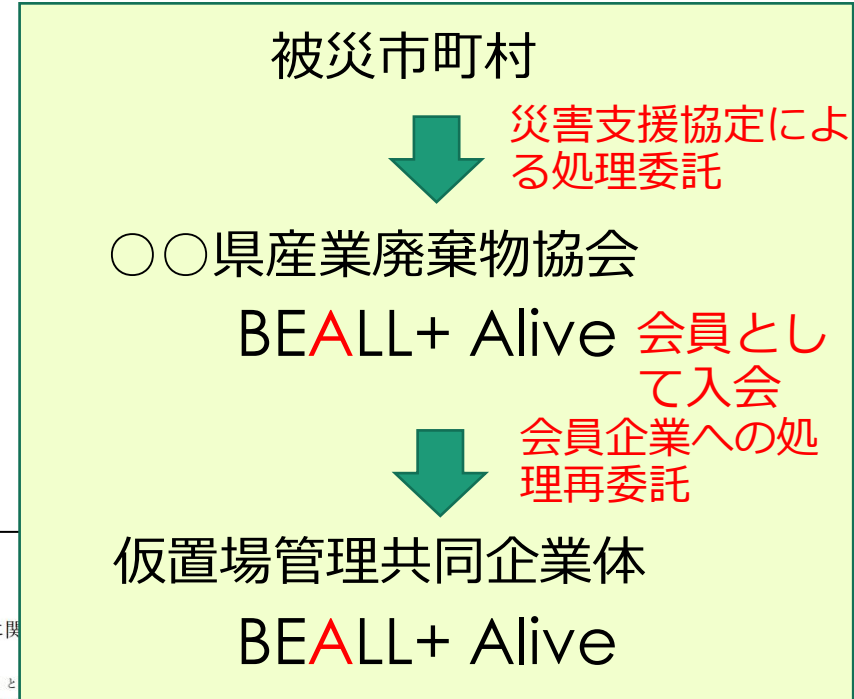 被災市町村
災害支援協定によ
る処理委託
○○県産業廃棄物協会
BEALL+ Alive
会員とし
て入会
会員企業への処
理再委託
仮置場管理共同企業体
BEALL+ Alive
に関
と